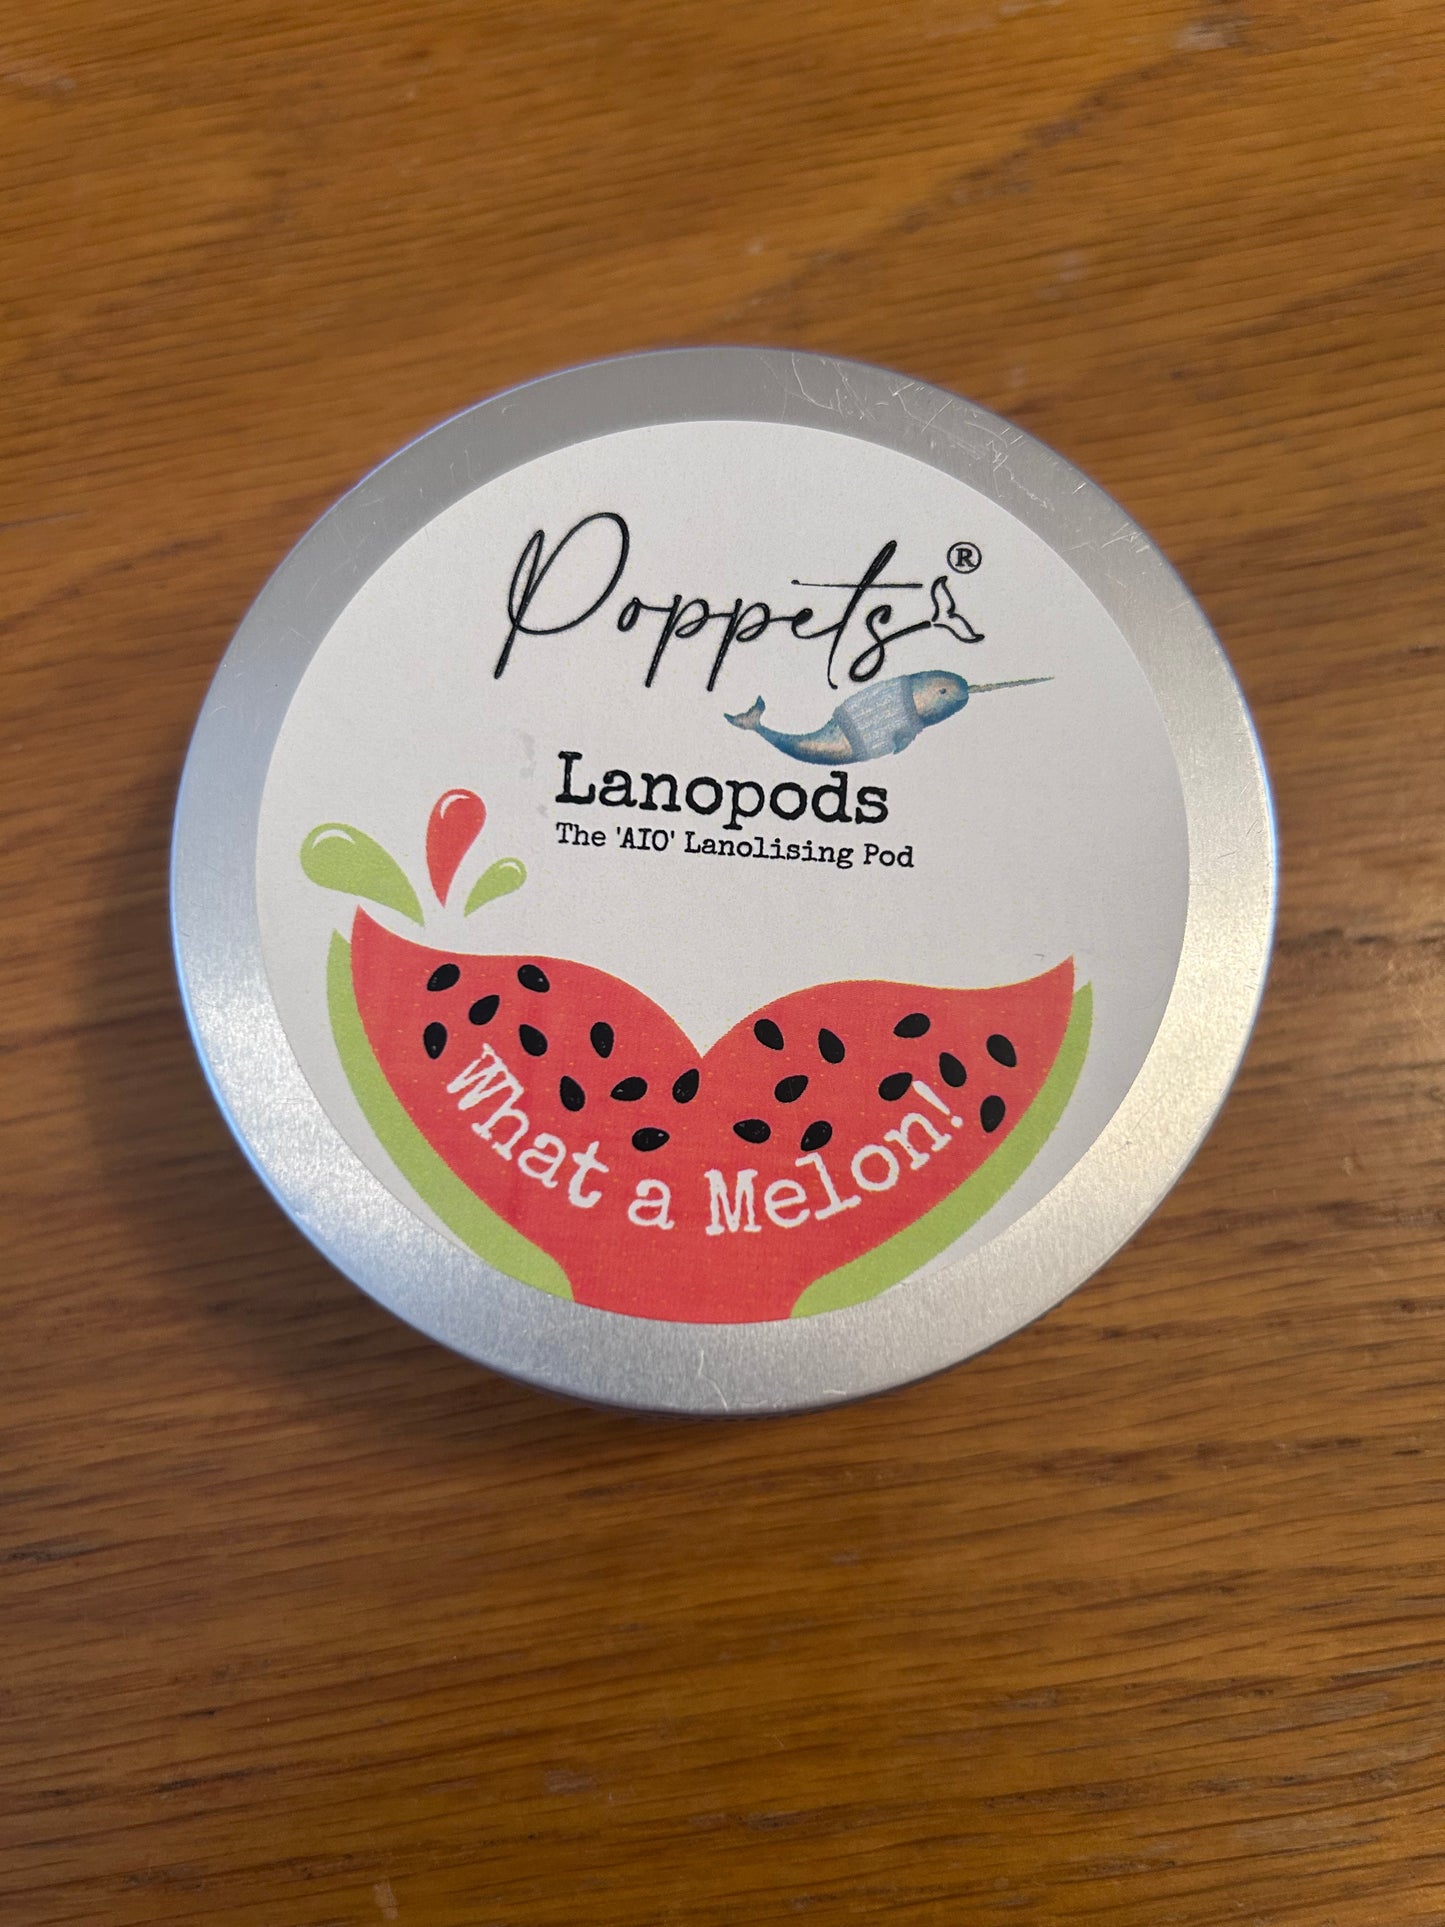 Poppets®
Lanopods
The 'AIO' Lanolising Pod
What a Melon!